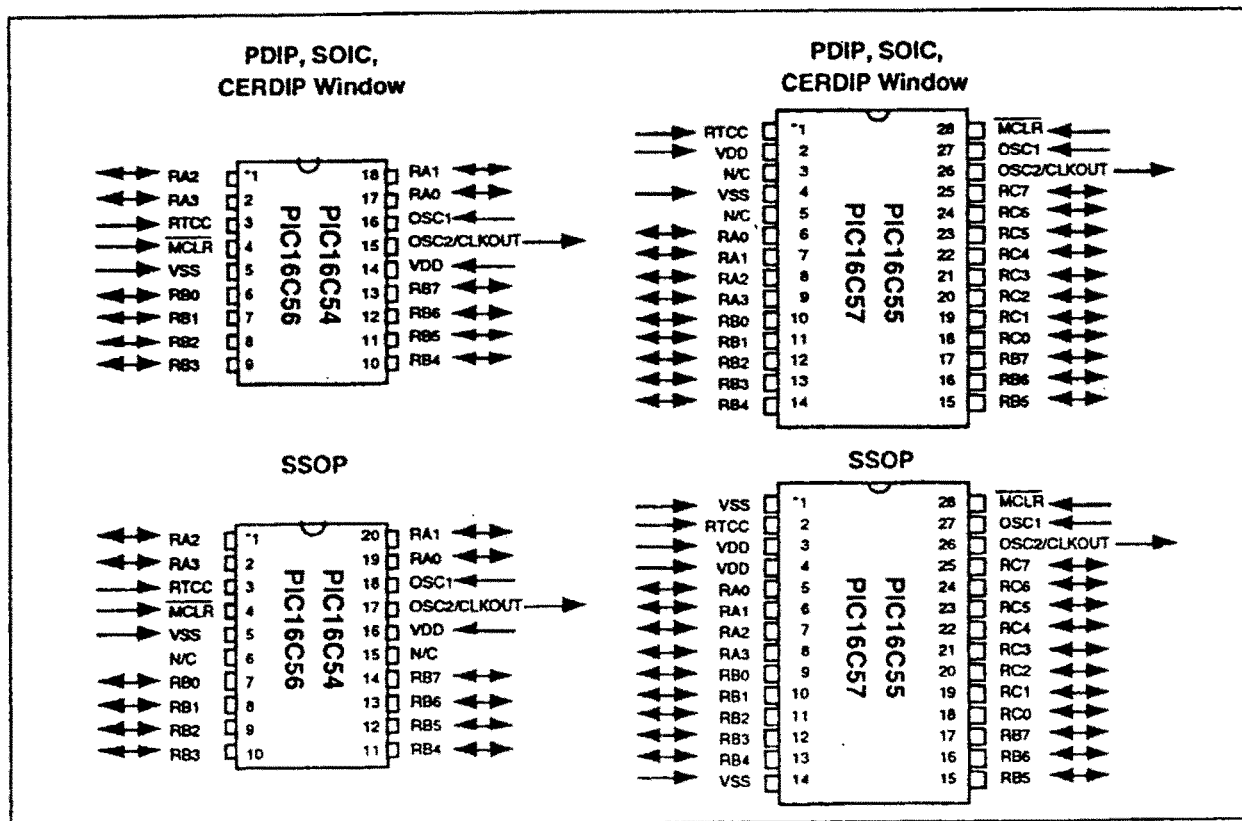 PDIP, SOIC,
CERDIP Window
RA2 *1 18 RA1
RA3 2 17 RA0
RTCC 3 16 OSC1
MCLR 4 15 OSC2/CLKOUT
VSS 5 14 VDD
RB0 6 13 RB7
RB1 7 12 RB6
RB2 8 11 RB5
RB3 9 10 RB4
PIC16C54
PIC16C56
PDIP, SOIC,
CERDIP Window
RTCC *1 28 MCLR
VDD 2 27 OSC1
N/C 3 26 OSC2/CLKOUT
VSS 4 25 RC7
N/C 5 24 RC6
RA0 6 23 RC5
RA1 7 22 RC4
RA2 8 21 RC3
RA3 9 20 RC2
RB0 10 19 RC1
RB1 11 18 RC0
RB2 12 17 RB7
RB3 13 16 RB6
RB4 14 15 RB5
PIC16C55
PIC16C57
SSOP
RA2 *1 20 RA1
RA3 2 19 RA0
RTCC 3 18 OSC1
MCLR 4 17 OSC2/CLKOUT
VSS 5 16 VDD
N/C 6 15 N/C
RB0 7 14 RB7
RB1 8 13 RB6
RB2 9 12 RB5
RB3 10 11 RB4
PIC16C54
PIC16C56
SSOP
VSS *1 28 MCLR
RTCC 2 27 OSC1
VDD 3 26 OSC2/CLKOUT
VDD 4 25 RC7
RA0 5 24 RC6
RA1 6 23 RC5
RA2 7 22 RC4
RA3 8 21 RC3
RB0 9 20 RC2
RB1 10 19 RC1
RB2 11 18 RC0
RB3 12 17 RB7
RB4 13 16 RB6
VSS 14 15 RB5
PIC16C55
PIC16C57